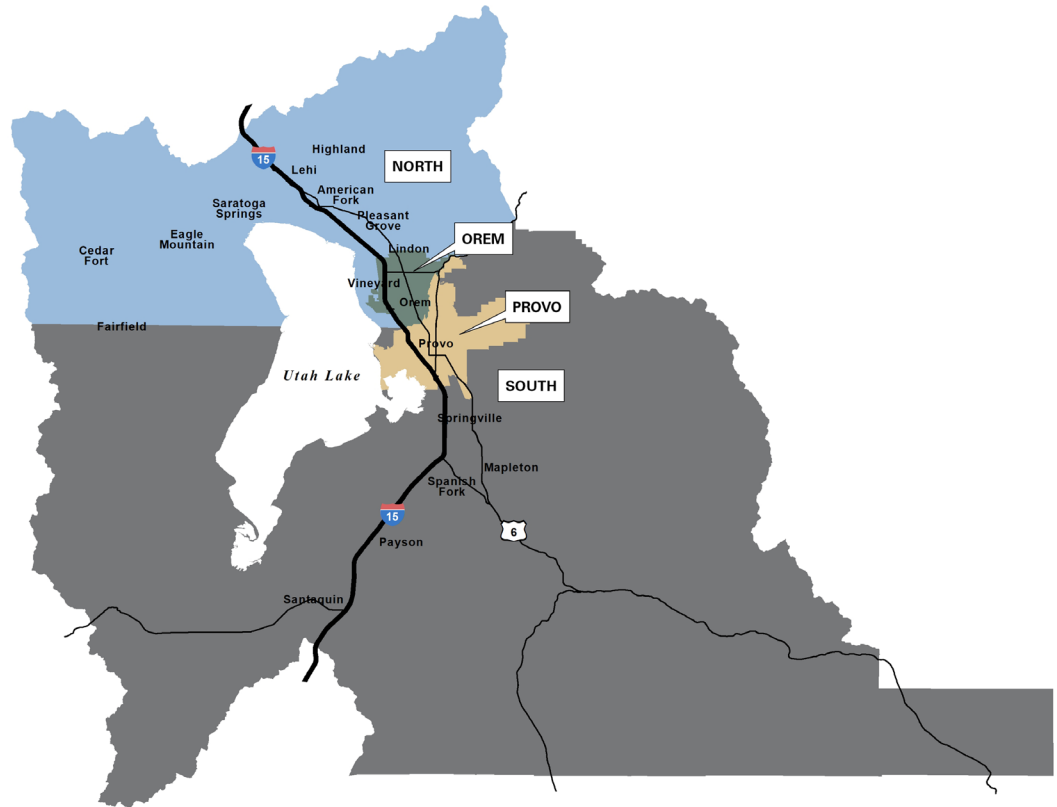 Highland
15
NORTH
Lehi
American
Fork
Saratoga
Springs
Pleasant
Grove
Eagle
Mountain
OREM
Cedar
Fort
Lindon
Vineyard
Orem
PROVO
Fairfield
Provo
Utah Lake
SOUTH
Springville
Mapleton
Spanish
Fork
15
6
Payson
Santaquin